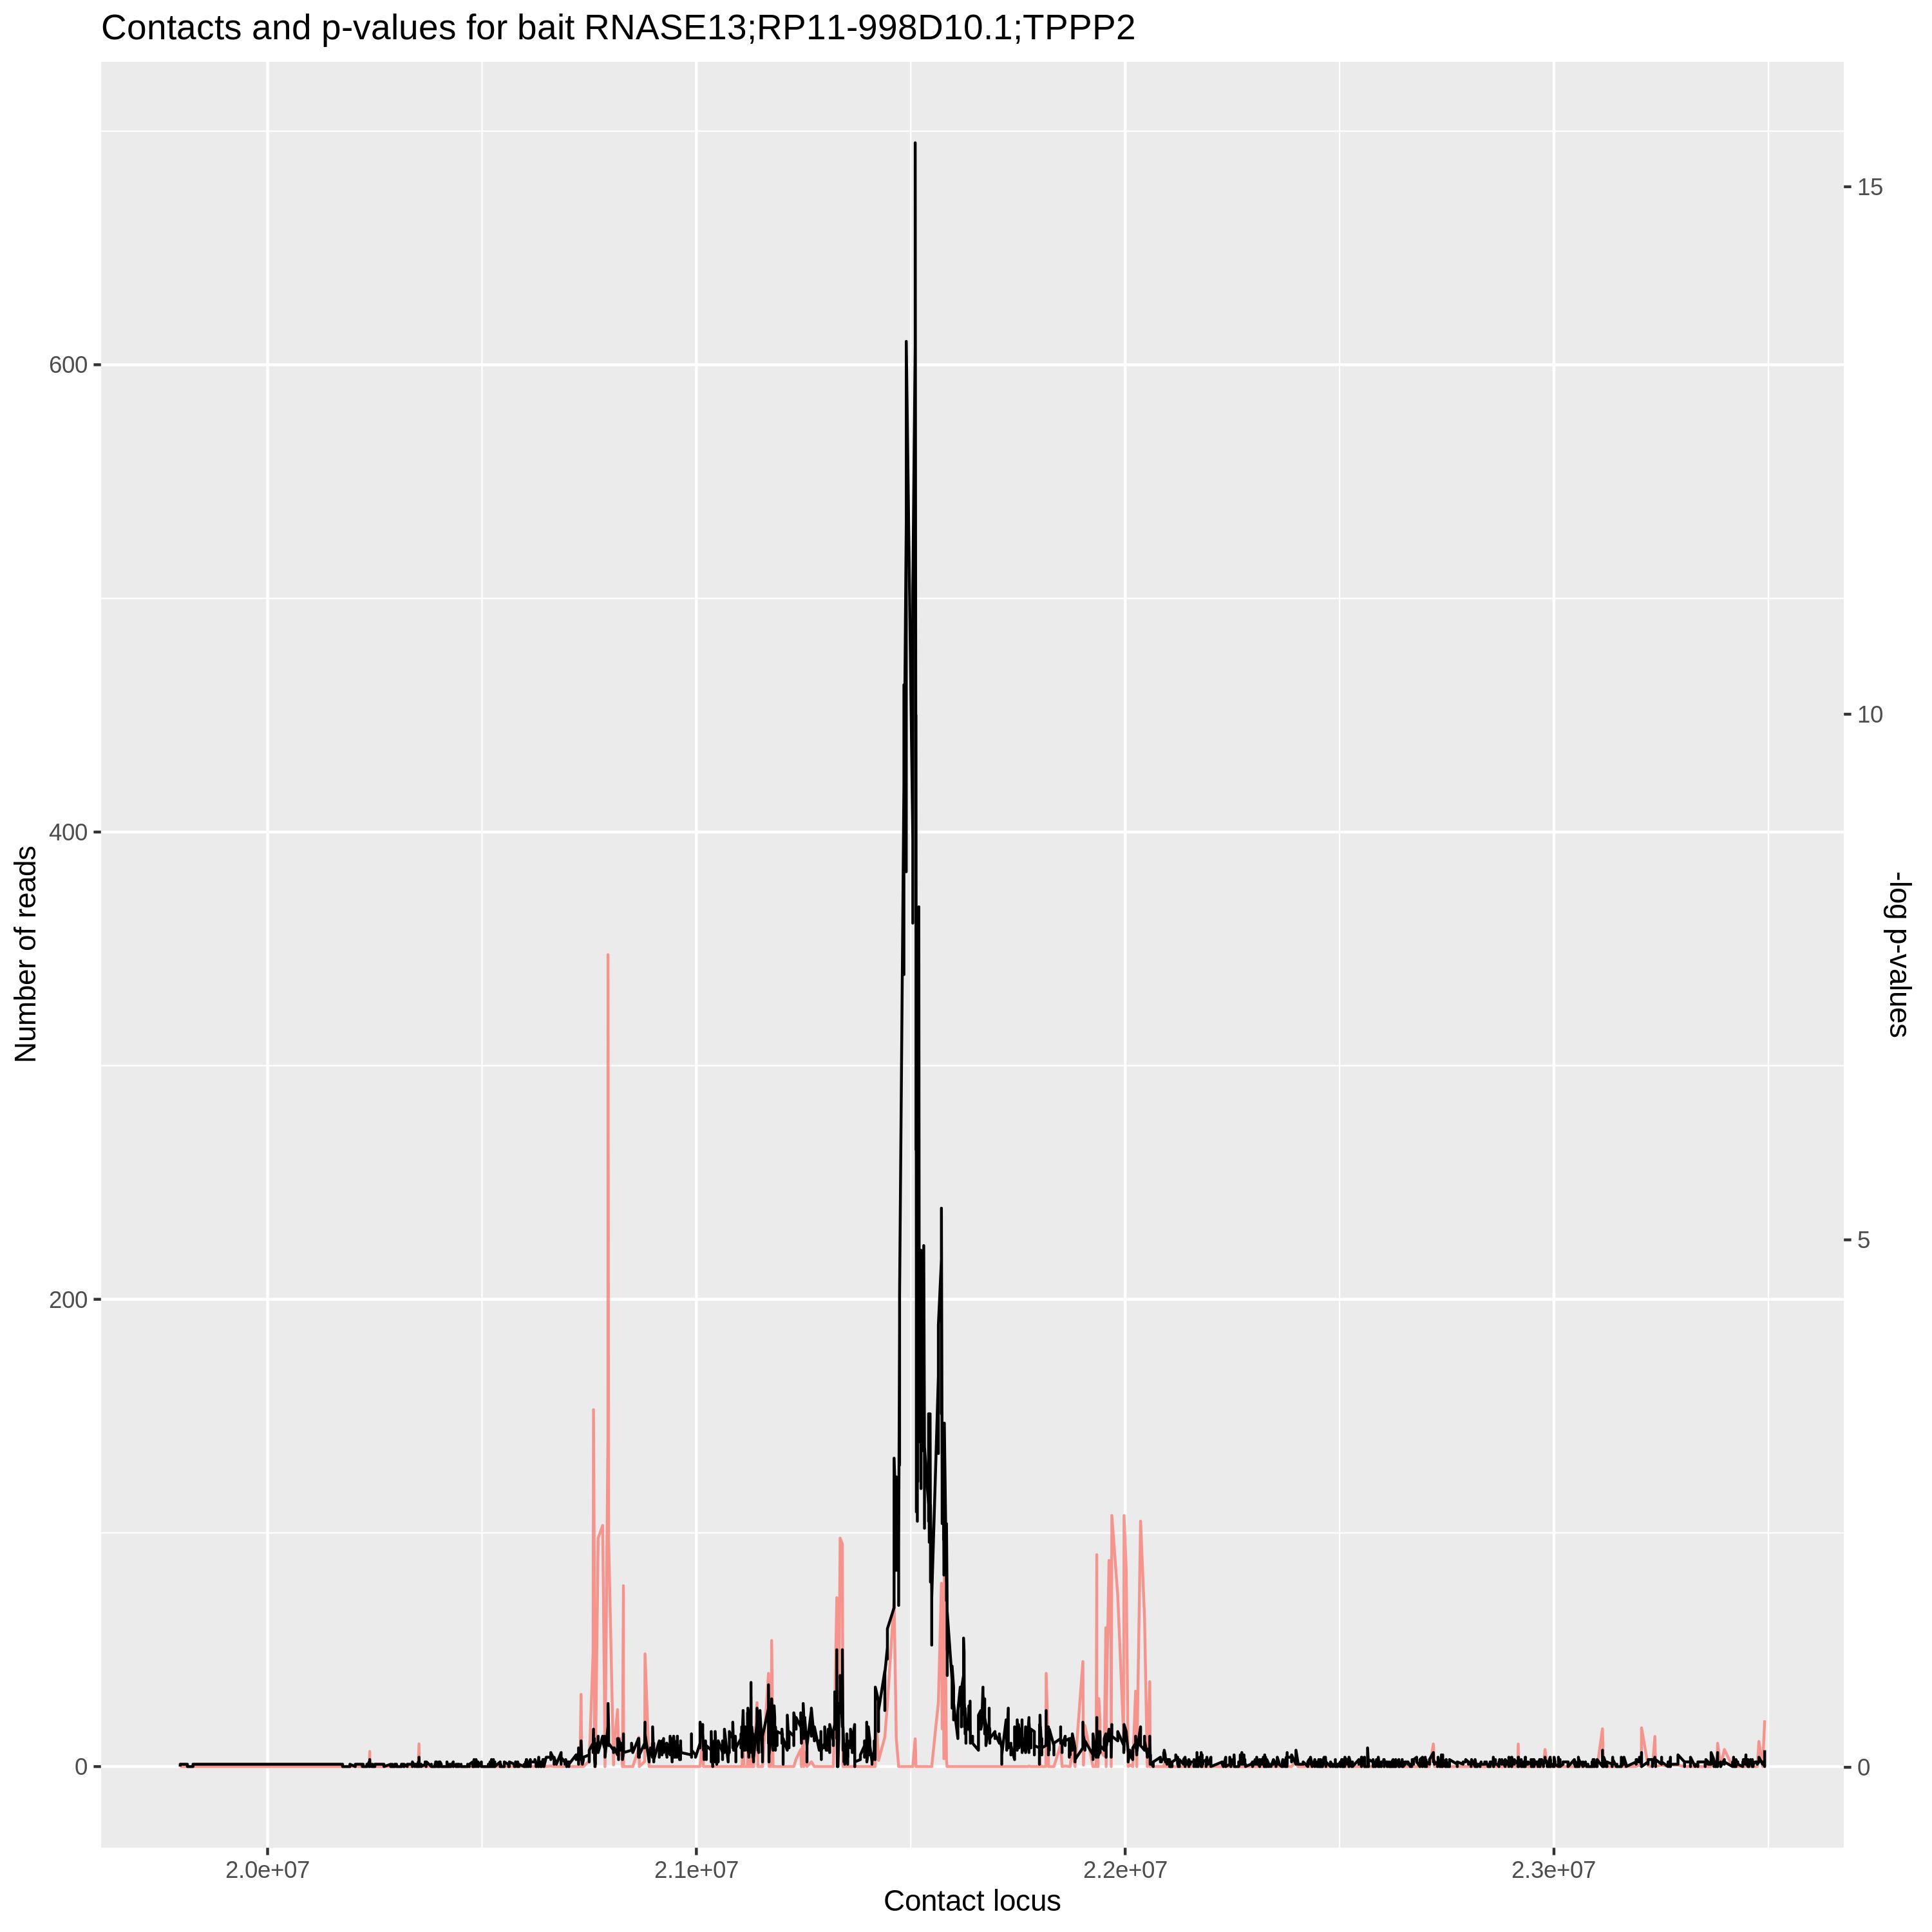 Contacts and p-values for bait RNASE13;RP11-998D10.1;TPPP2
600
400
200
0
Number of reads
15
10
5
0
-log p-values
2.0e+07
2.1e+07
2.2e+07
2.3e+07
Contact locus